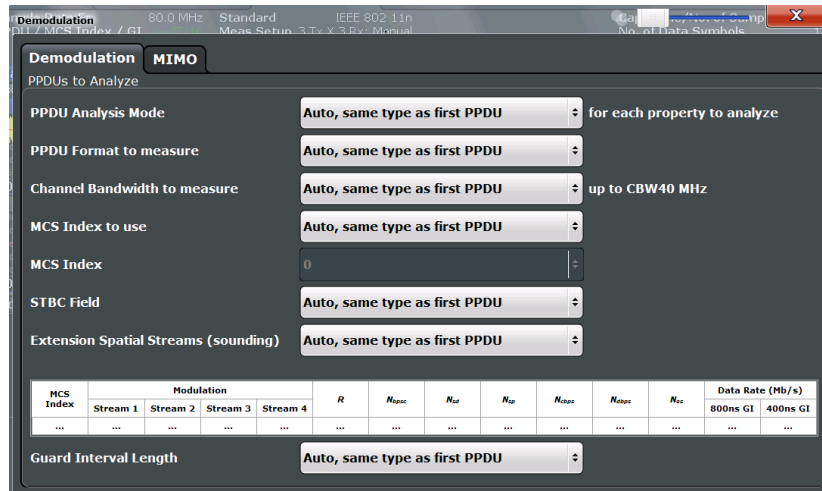 Demodulation
80.0 MHz Standard IEEE 802 11n
PDU / MCS Index / GI Meas Setup 3 Tx X 3 Rx: Manual No. of Data Symbols
Demodulation MIMO
PPDUs to Analyze
PPDU Analysis Mode Auto, same type as first PPDU for each property to analyze
PPDU Format to measure Auto, same type as first PPDU
Channel Bandwidth to measure Auto, same type as first PPDU up to CBW40 MHz
MCS Index to use Auto, same type as first PPDU
MCS Index 0
STBC Field Auto, same type as first PPDU
Extension Spatial Streams (sounding) Auto, same type as first PPDU
MCS Index Modulation R Nbpsc Nsd Nsp Ncbps Ndbps Nes Data Rate (Mb/s)
Stream 1 Stream 2 Stream 3 Stream 4 800ns GI 400ns GI
... ... ... ... ... ... ... ... ... ... ... ... ... ...
Guard Interval Length Auto, same type as first PPDU